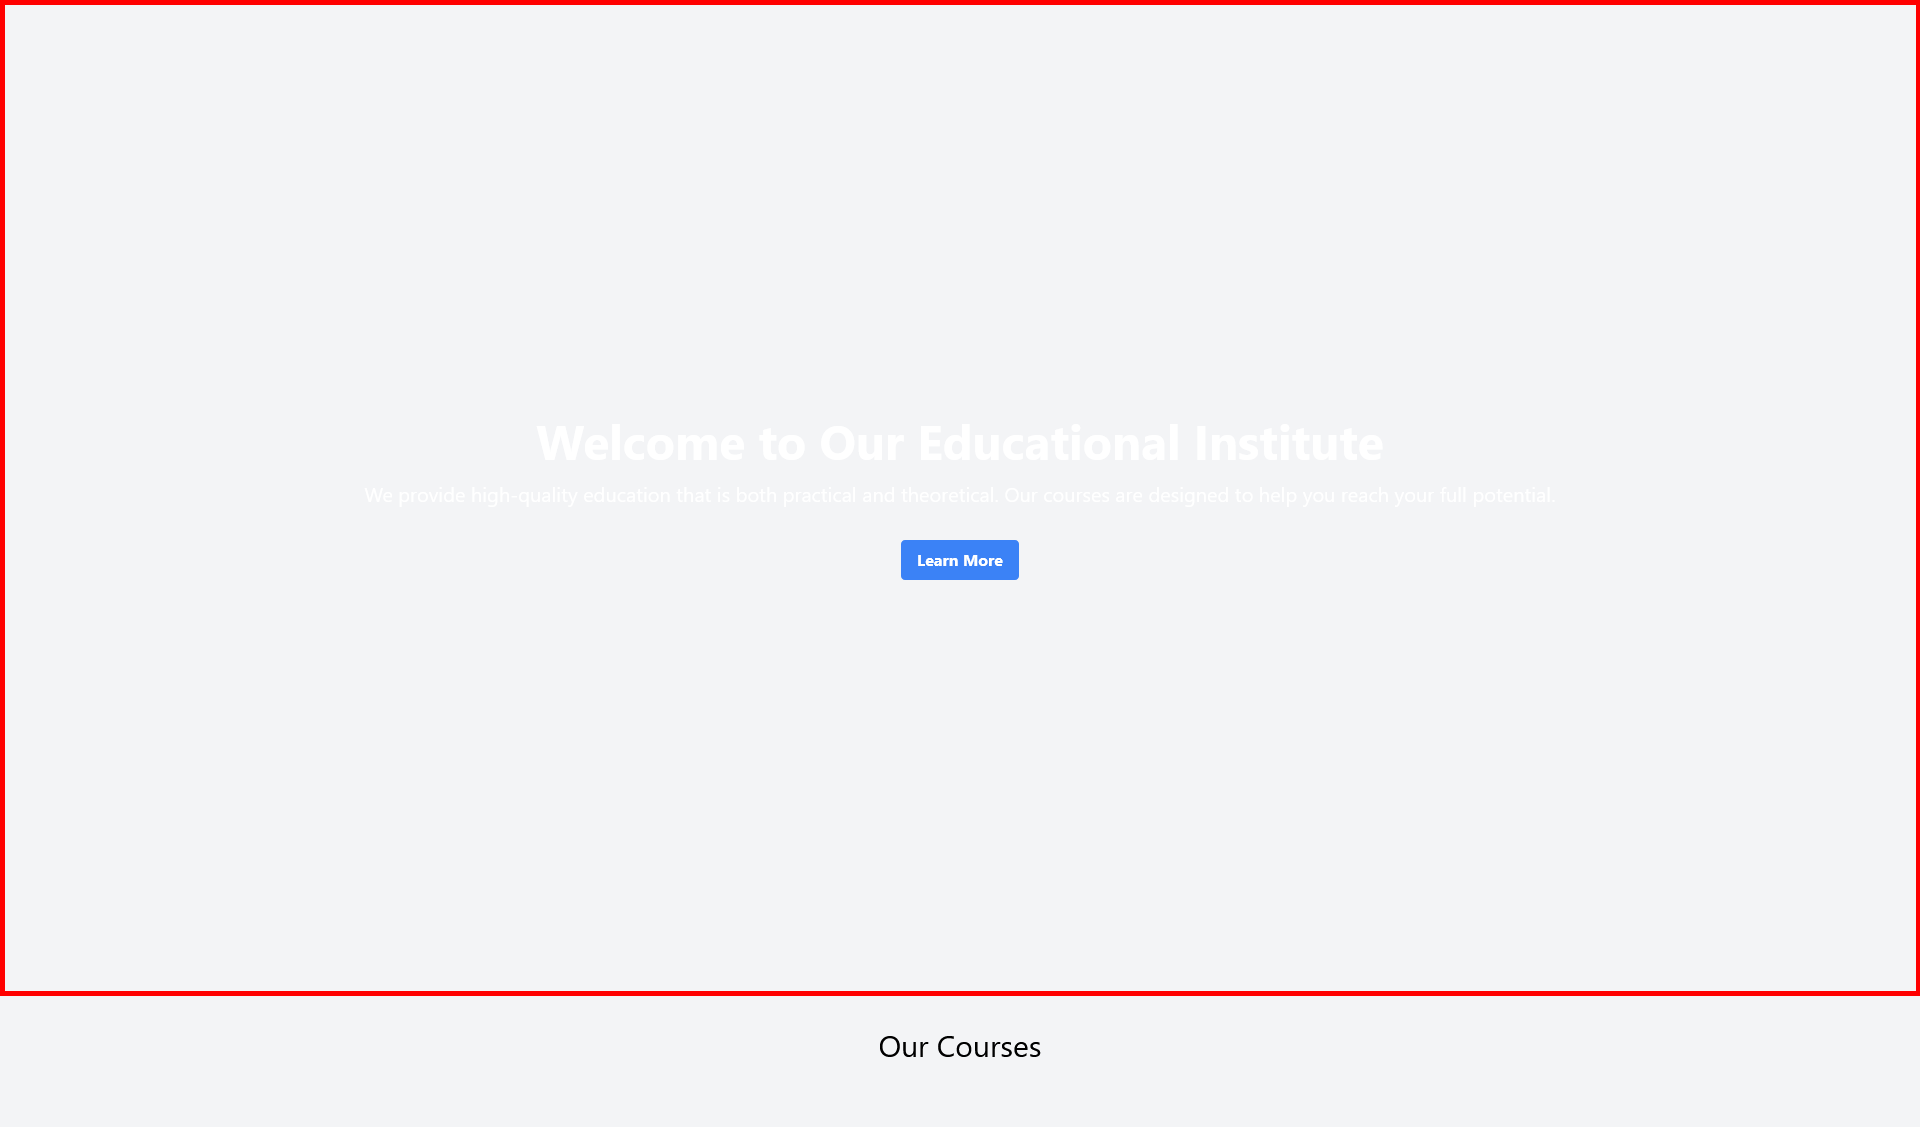 Welcome to Our Educational Institute
We provide high-quality education that is both practical and theoretical. Our courses are designed to help you reach your full potential.
Learn More
Our Courses